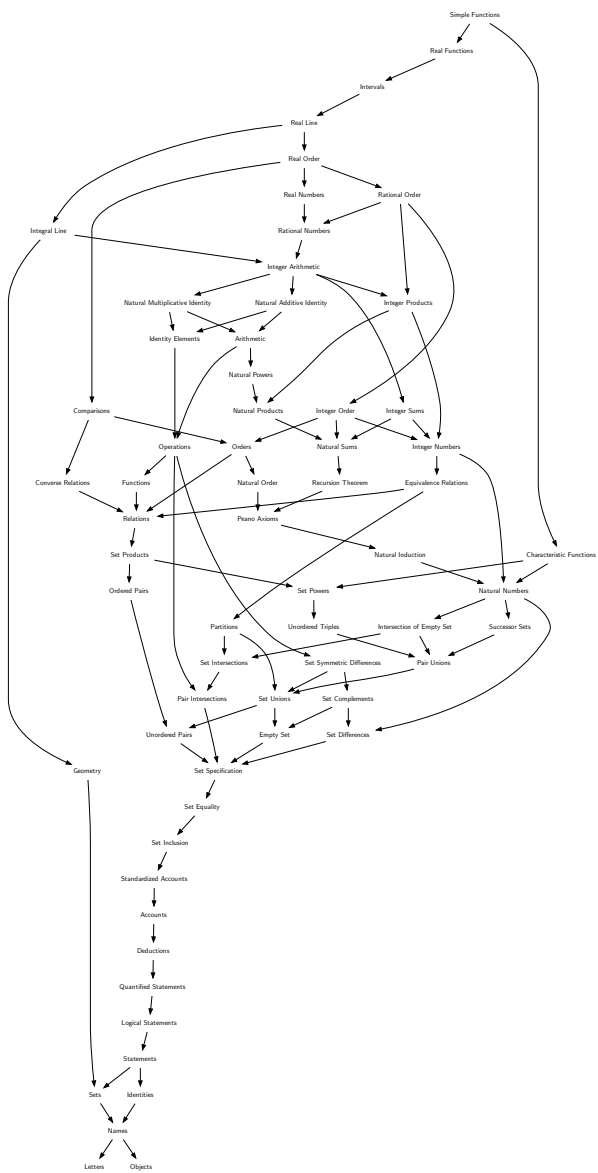 Simple Functions
Real Functions
Intervals
Real Line
Real Order
Real Numbers
Rational Order
Integral Line
Rational Numbers
Integer Arithmetic
Natural Multiplicative Identity
Natural Additive Identity
Integer Products
Identity Elements
Arithmetic
Natural Powers
Comparisons
Natural Products
Integer Order
Integer Sums
Operations
Orders
Natural Sums
Integer Numbers
Converse Relations
Functions
Natural Order
Recursion Theorem
Equivalence Relations
Relations
Peano Axioms
Set Products
Natural Induction
Characteristic Functions
Ordered Pairs
Set Powers
Natural Numbers
Partitions
Unordered Triples
Intersection of Empty Set
Successor Sets
Set Intersections
Set Symmetric Differences
Pair Unions
Pair Intersections
Set Unions
Set Complements
Unordered Pairs
Empty Set
Set Differences
Geometry
Set Specification
Set Equality
Set Inclusion
Standardized Accounts
Accounts
Deductions
Quantified Statements
Logical Statements
Statements
Sets
Identities
Names
Letters
Objects